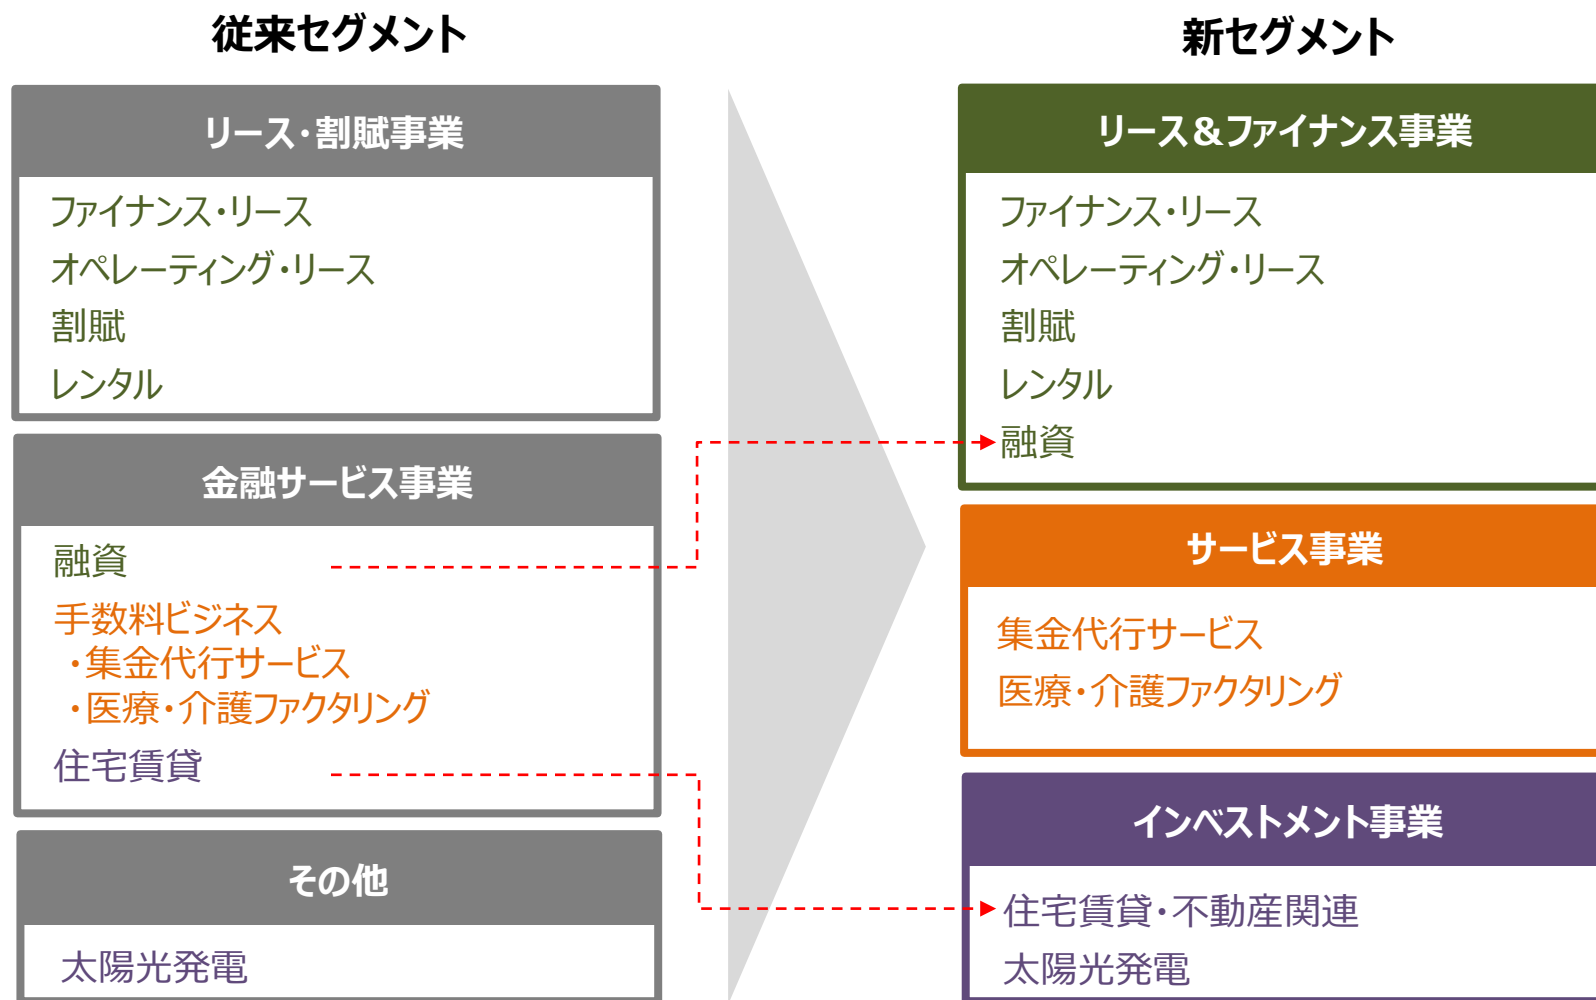 従来セグメント
リース・割賦事業
ファイナンス・リース
オペレーティング・リース
割賦
レンタル
金融サービス事業
融資
手数料ビジネス
・集金代行サービス
・医療・介護ファクタリング
住宅賃貸
その他
太陽光発電
新セグメント
リース＆ファイナンス事業
ファイナンス・リース
オペレーティング・リース
割賦
レンタル
融資
サービス事業
集金代行サービス
医療・介護ファクタリング
インベストメント事業
住宅賃貸・不動産関連
太陽光発電